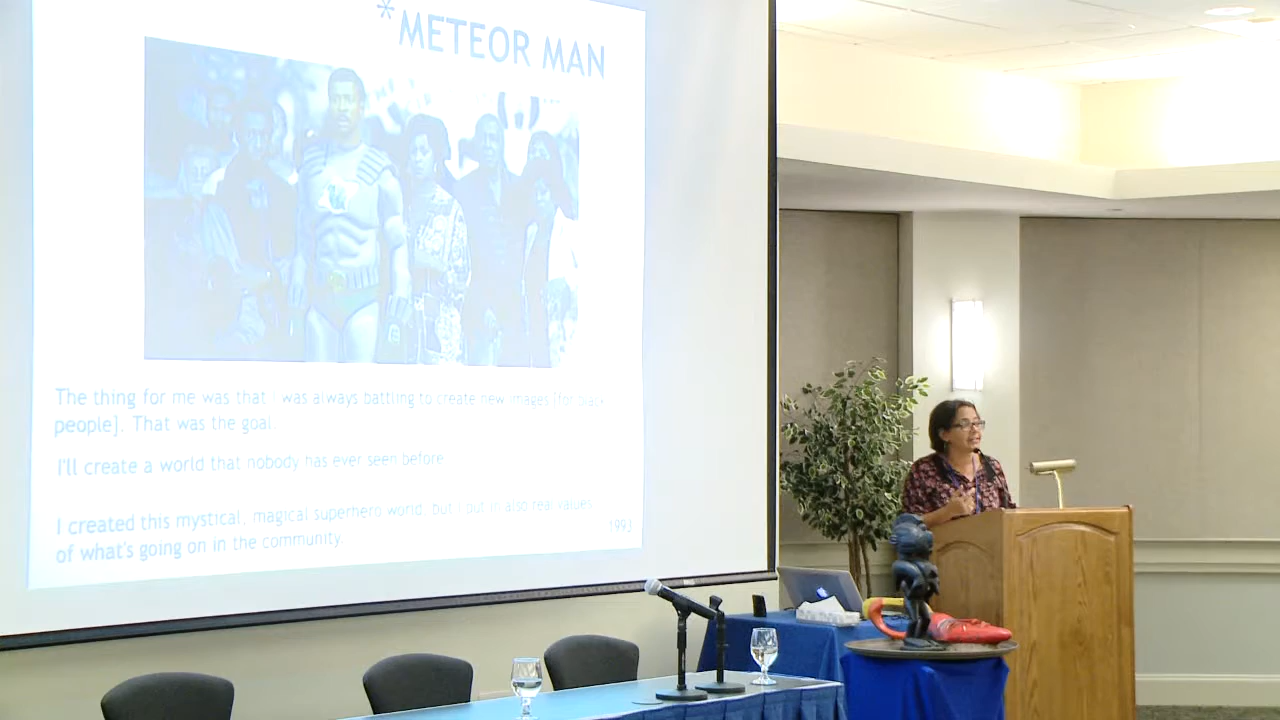 *METEOR MAN
The thing for me was that I was always battling to create new images [for black
people]. That was the goal.
I'll create a world that nobody has ever seen before
I created this mystical, magical superhero world, but I put in also real values
1993
of what's going on in the community.